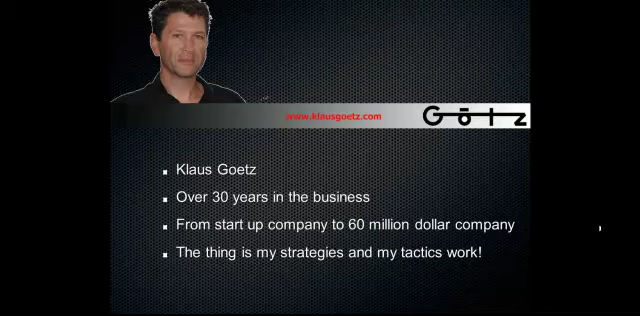 www.klausgoetz.com
Götz
Klaus Goetz
Over 30 years in the business
From start up company to 60 million dollar company
The thing is my strategies and my tactics work!